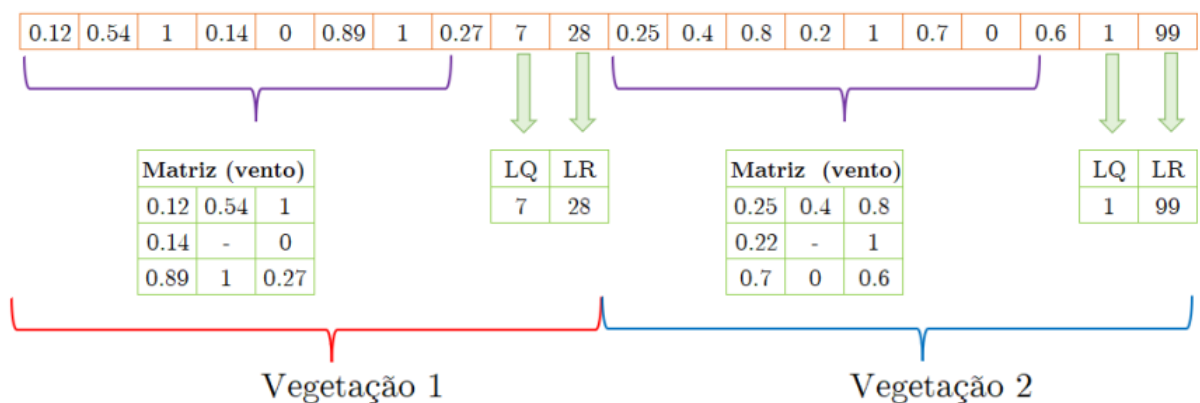 0.12 0.54 1 0.14 0 0.89 1 0.27 7 28 0.25 0.4 0.8 0.2 1 0.7 0 0.6 1 99
Matriz (vento) LQ LR Matriz (vento) LQ LR
0.12 0.54 1 7 28 0.25 0.4 0.8 1 99
0.14 - 0 0.22 - 1
0.89 1 0.27 0.7 0 0.6
Vegetação 1 Vegetação 2